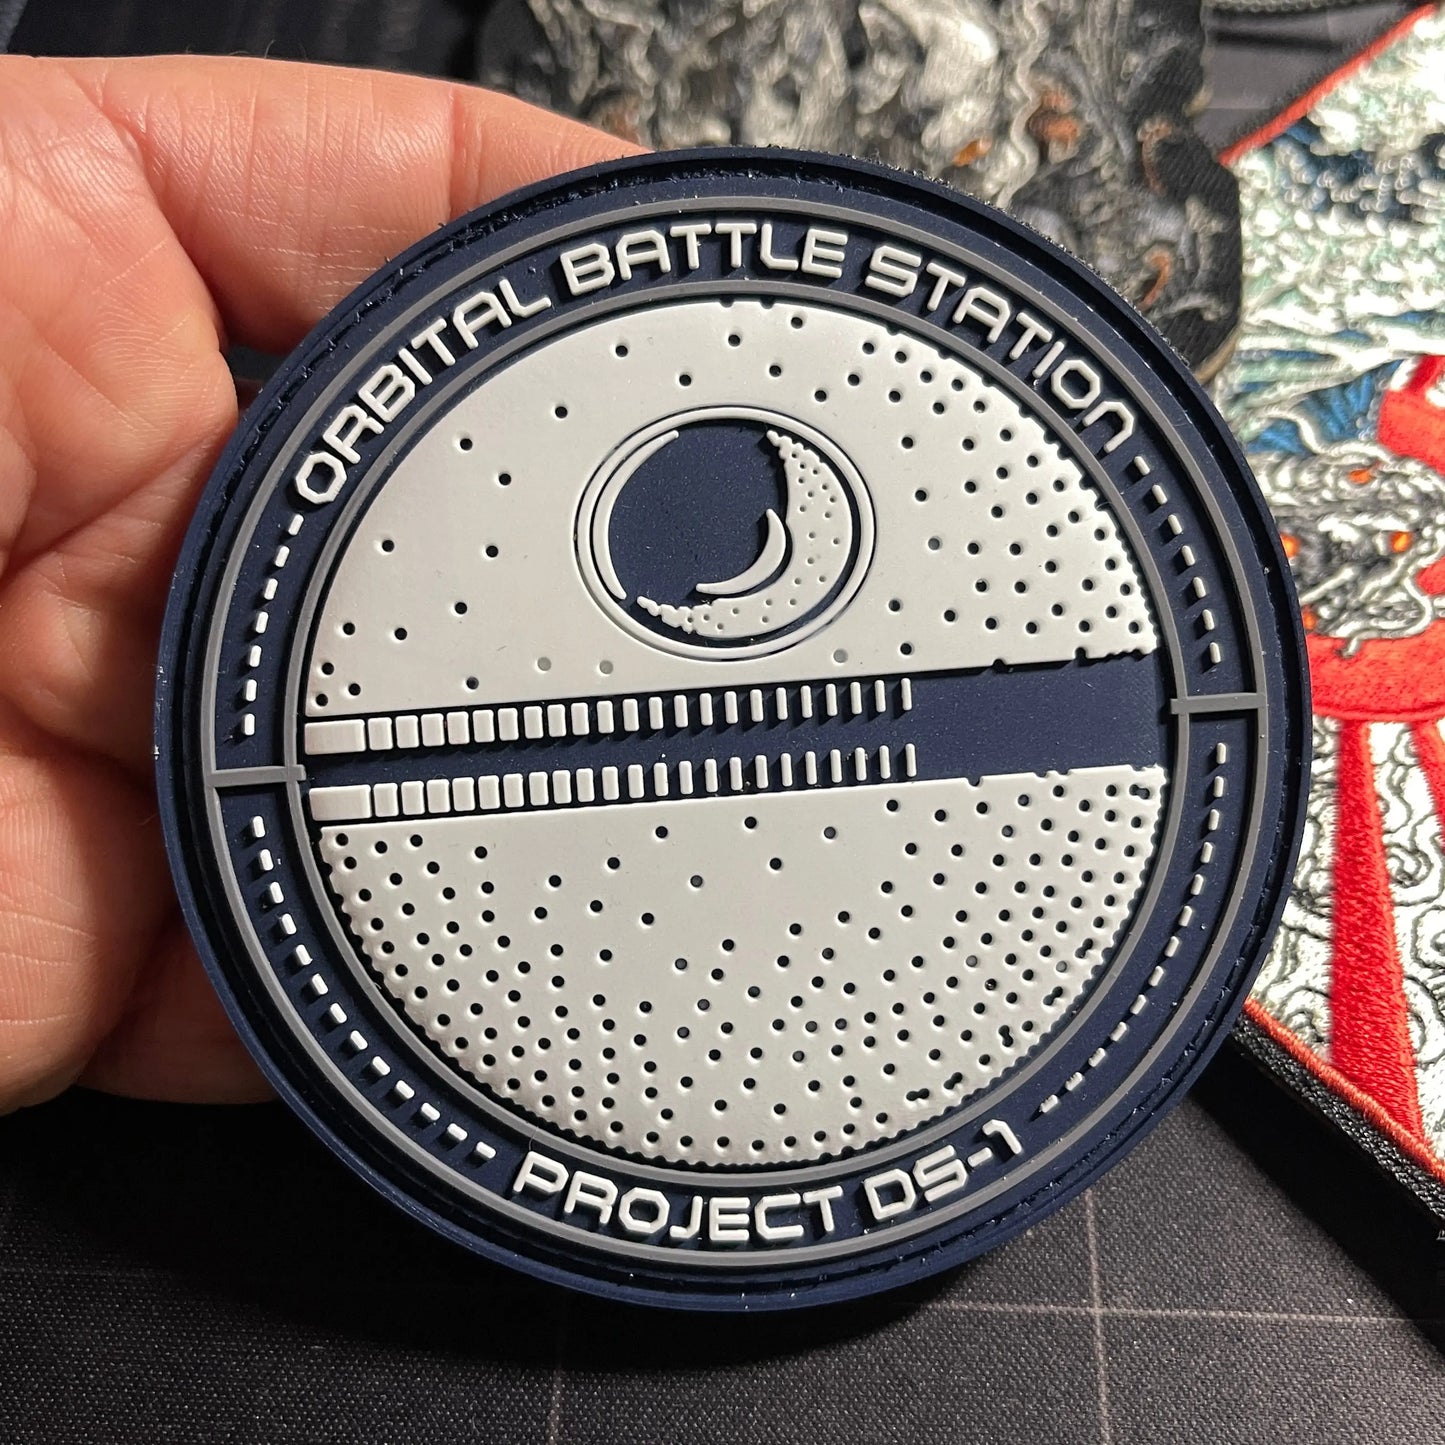 ORBITAL BATTLE STATION
PROJECT DS-1